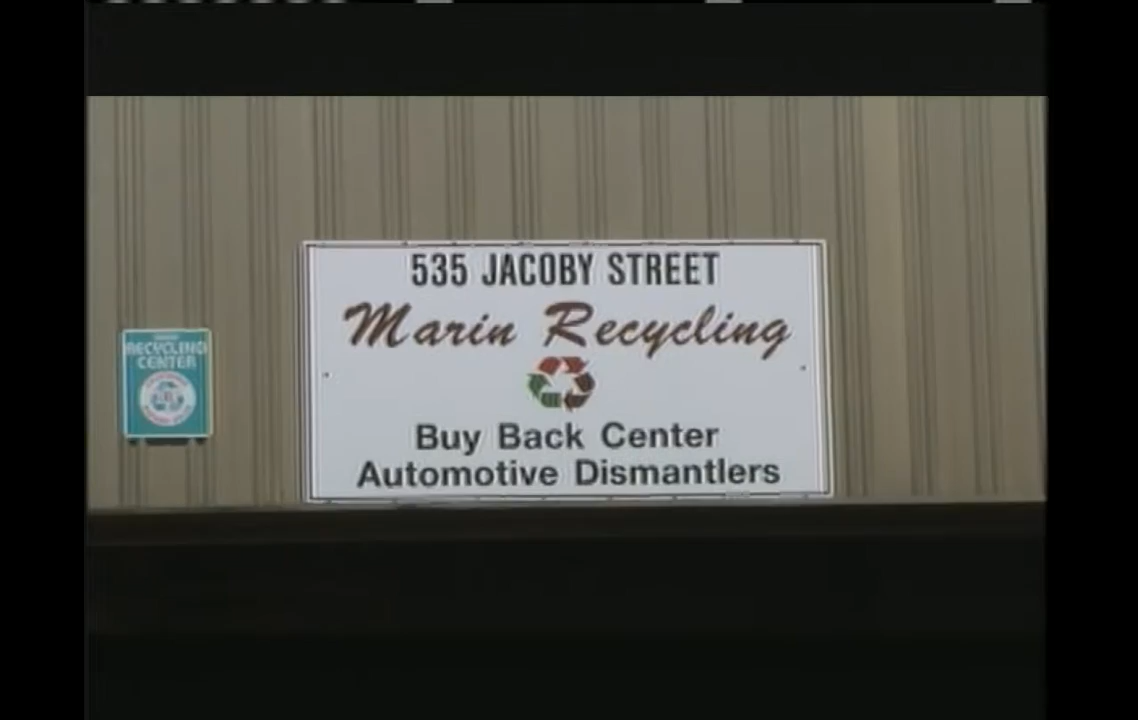 535 JACOBY STREET
Marin Recycling
Buy Back Center
Automotive Dismantlers
RECYCLING
CENTER